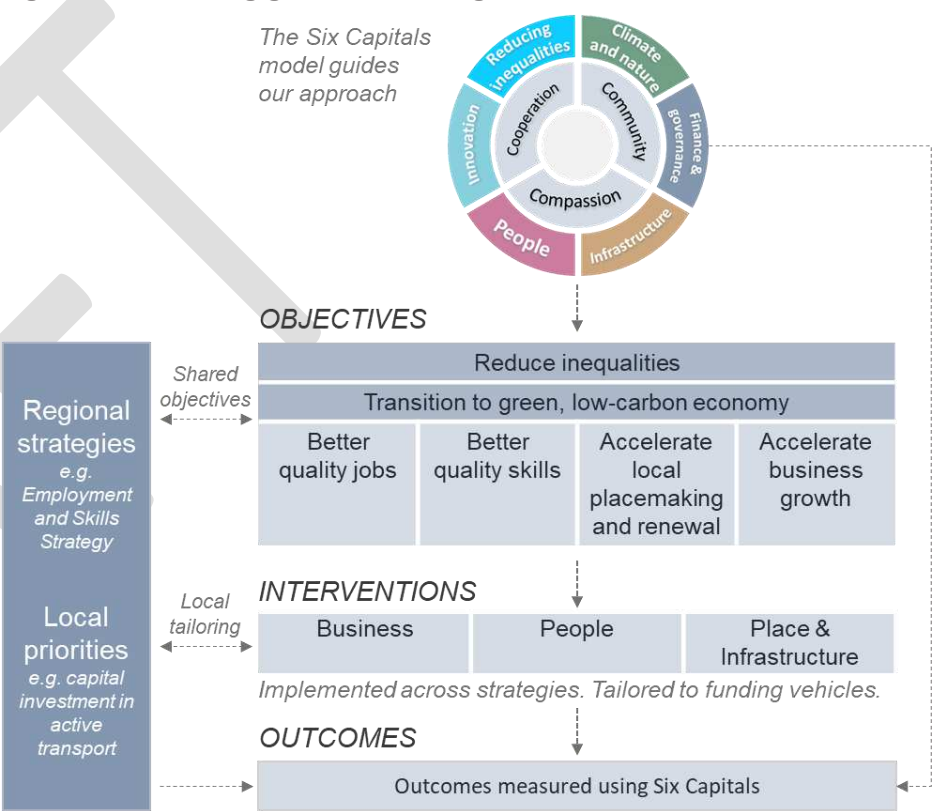 The Six Capitals
model guides
our approach
Reducing
inequalities
Climate
and nature
Finance &
governance
Infrastructure
People
Innovation
Cooperation
Community
Compassion
OBJECTIVES
Reduce inequalities
Transition to green, low-carbon economy
Better
quality jobs
Better
quality skills
Accelerate
local
placemaking
and renewal
Accelerate
business
growth
Shared
objectives
Regional
strategies
e.g.
Employment
and Skills
Strategy
Local
priorities
e.g. capital
investment in
active
transport
Local
tailoring
INTERVENTIONS
Business
People
Place &
Infrastructure
Implemented across strategies. Tailored to funding vehicles.
OUTCOMES
Outcomes measured using Six Capitals